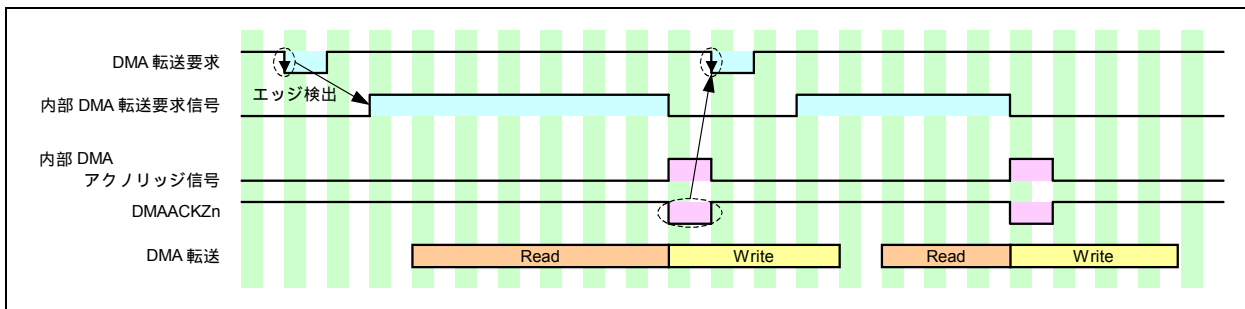 DMA 転送要求
エッジ検出
内部 DMA 転送要求信号
内部 DMA
アクノリッジ信号
DMAACKZn
DMA 転送
Read
Write
Read
Write